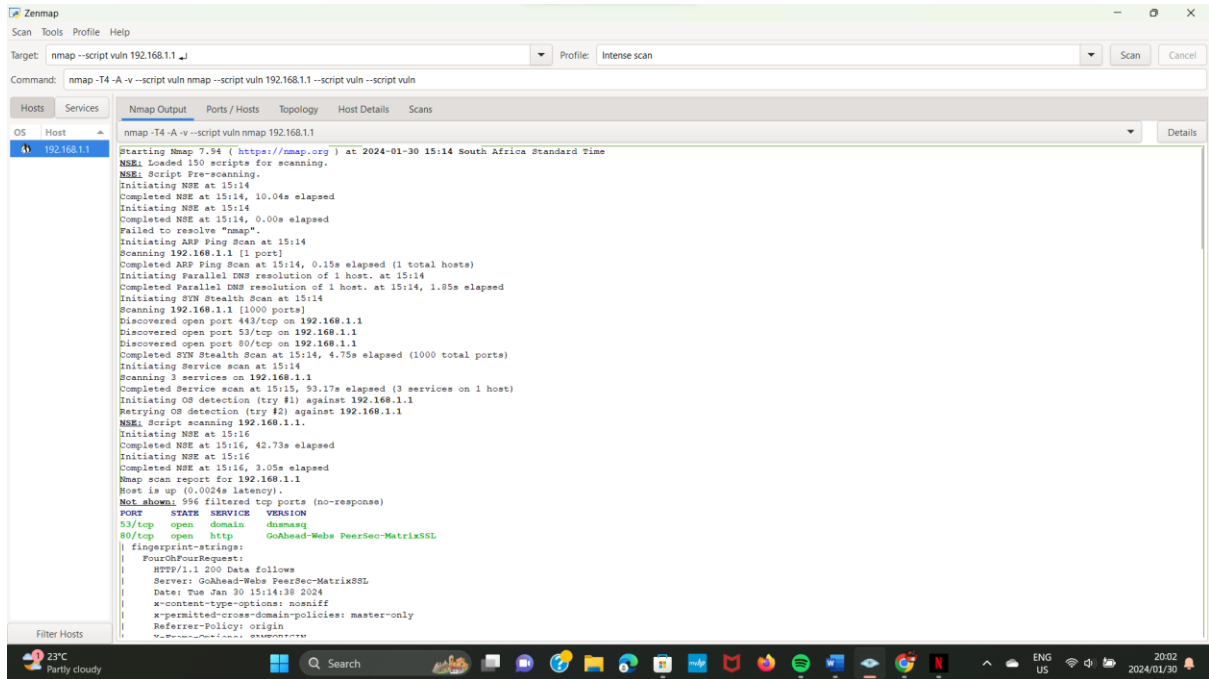 Zenmap
Scan Tools Profile Help
Target: nmap --script vuln 192.168.1.1 Profile: Intense scan Scan Cancel
Command: nmap -T4 -A -v --script vuln nmap --script vuln 192.168.1.1 --script vuln --script vuln
Hosts Services Nmap Output Ports / Hosts Topology Host Details Scans
OS Host nmap -T4 -A -v --script vuln nmap 192.168.1.1 Details
192.168.1.1
Starting Nmap 7.94 ( https://nmap.org ) at 2024-01-30 15:14 South Africa Standard Time
NSE: Loaded 150 scripts for scanning.
NSE: Script Pre-scanning.
Initiating NSE at 15:14
Completed NSE at 15:14, 10.04s elapsed
Initiating NSE at 15:14
Completed NSE at 15:14, 0.00s elapsed
Failed to resolve "nmap".
Initiating ARP Ping Scan at 15:14
Scanning 192.168.1.1 [1 port]
Completed ARP Ping Scan at 15:14, 0.15s elapsed (1 total hosts)
Initiating Parallel DNS resolution of 1 host. at 15:14
Completed Parallel DNS resolution of 1 host. at 15:14, 1.85s elapsed
Initiating SYN Stealth Scan at 15:14
Scanning 192.168.1.1 [1000 ports]
Discovered open port 443/tcp on 192.168.1.1
Discovered open port 53/tcp on 192.168.1.1
Discovered open port 80/tcp on 192.168.1.1
Completed SYN Stealth Scan at 15:14, 4.75s elapsed (1000 total ports)
Initiating Service scan at 15:14
Scanning 3 services on 192.168.1.1
Completed Service scan at 15:15, 93.17s elapsed (3 services on 1 host)
Initiating OS detection (try #1) against 192.168.1.1
Retrying OS detection (try #2) against 192.168.1.1
NSE: Script scanning 192.168.1.1.
Initiating NSE at 15:16
Completed NSE at 15:16, 42.73s elapsed
Initiating NSE at 15:16
Completed NSE at 15:16, 3.05s elapsed
Nmap scan report for 192.168.1.1
Host is up (0.0024s latency).
Not shown: 996 filtered tcp ports (no-response)
PORT STATE SERVICE VERSION
53/tcp open domain dnsmasq
80/tcp open http GoAhead-Webs PeerSec-MatrixSSL
| fingerprint-strings:
| FourOhFourRequest:
| HTTP/1.1 200 Data follows
| Server: GoAhead-Webs PeerSec-MatrixSSL
| Date: Tue Jan 30 15:14:38 2024
| x-content-type-options: nosniff
| x-permitted-cross-domain-policies: master-only
| Referrer-Policy: origin
| X-Frame-Options: SAMEORIGIN
Filter Hosts
1
23°C
Partly cloudy
Search
mvlp
W
N
ENG
US
20:02
2024/01/30